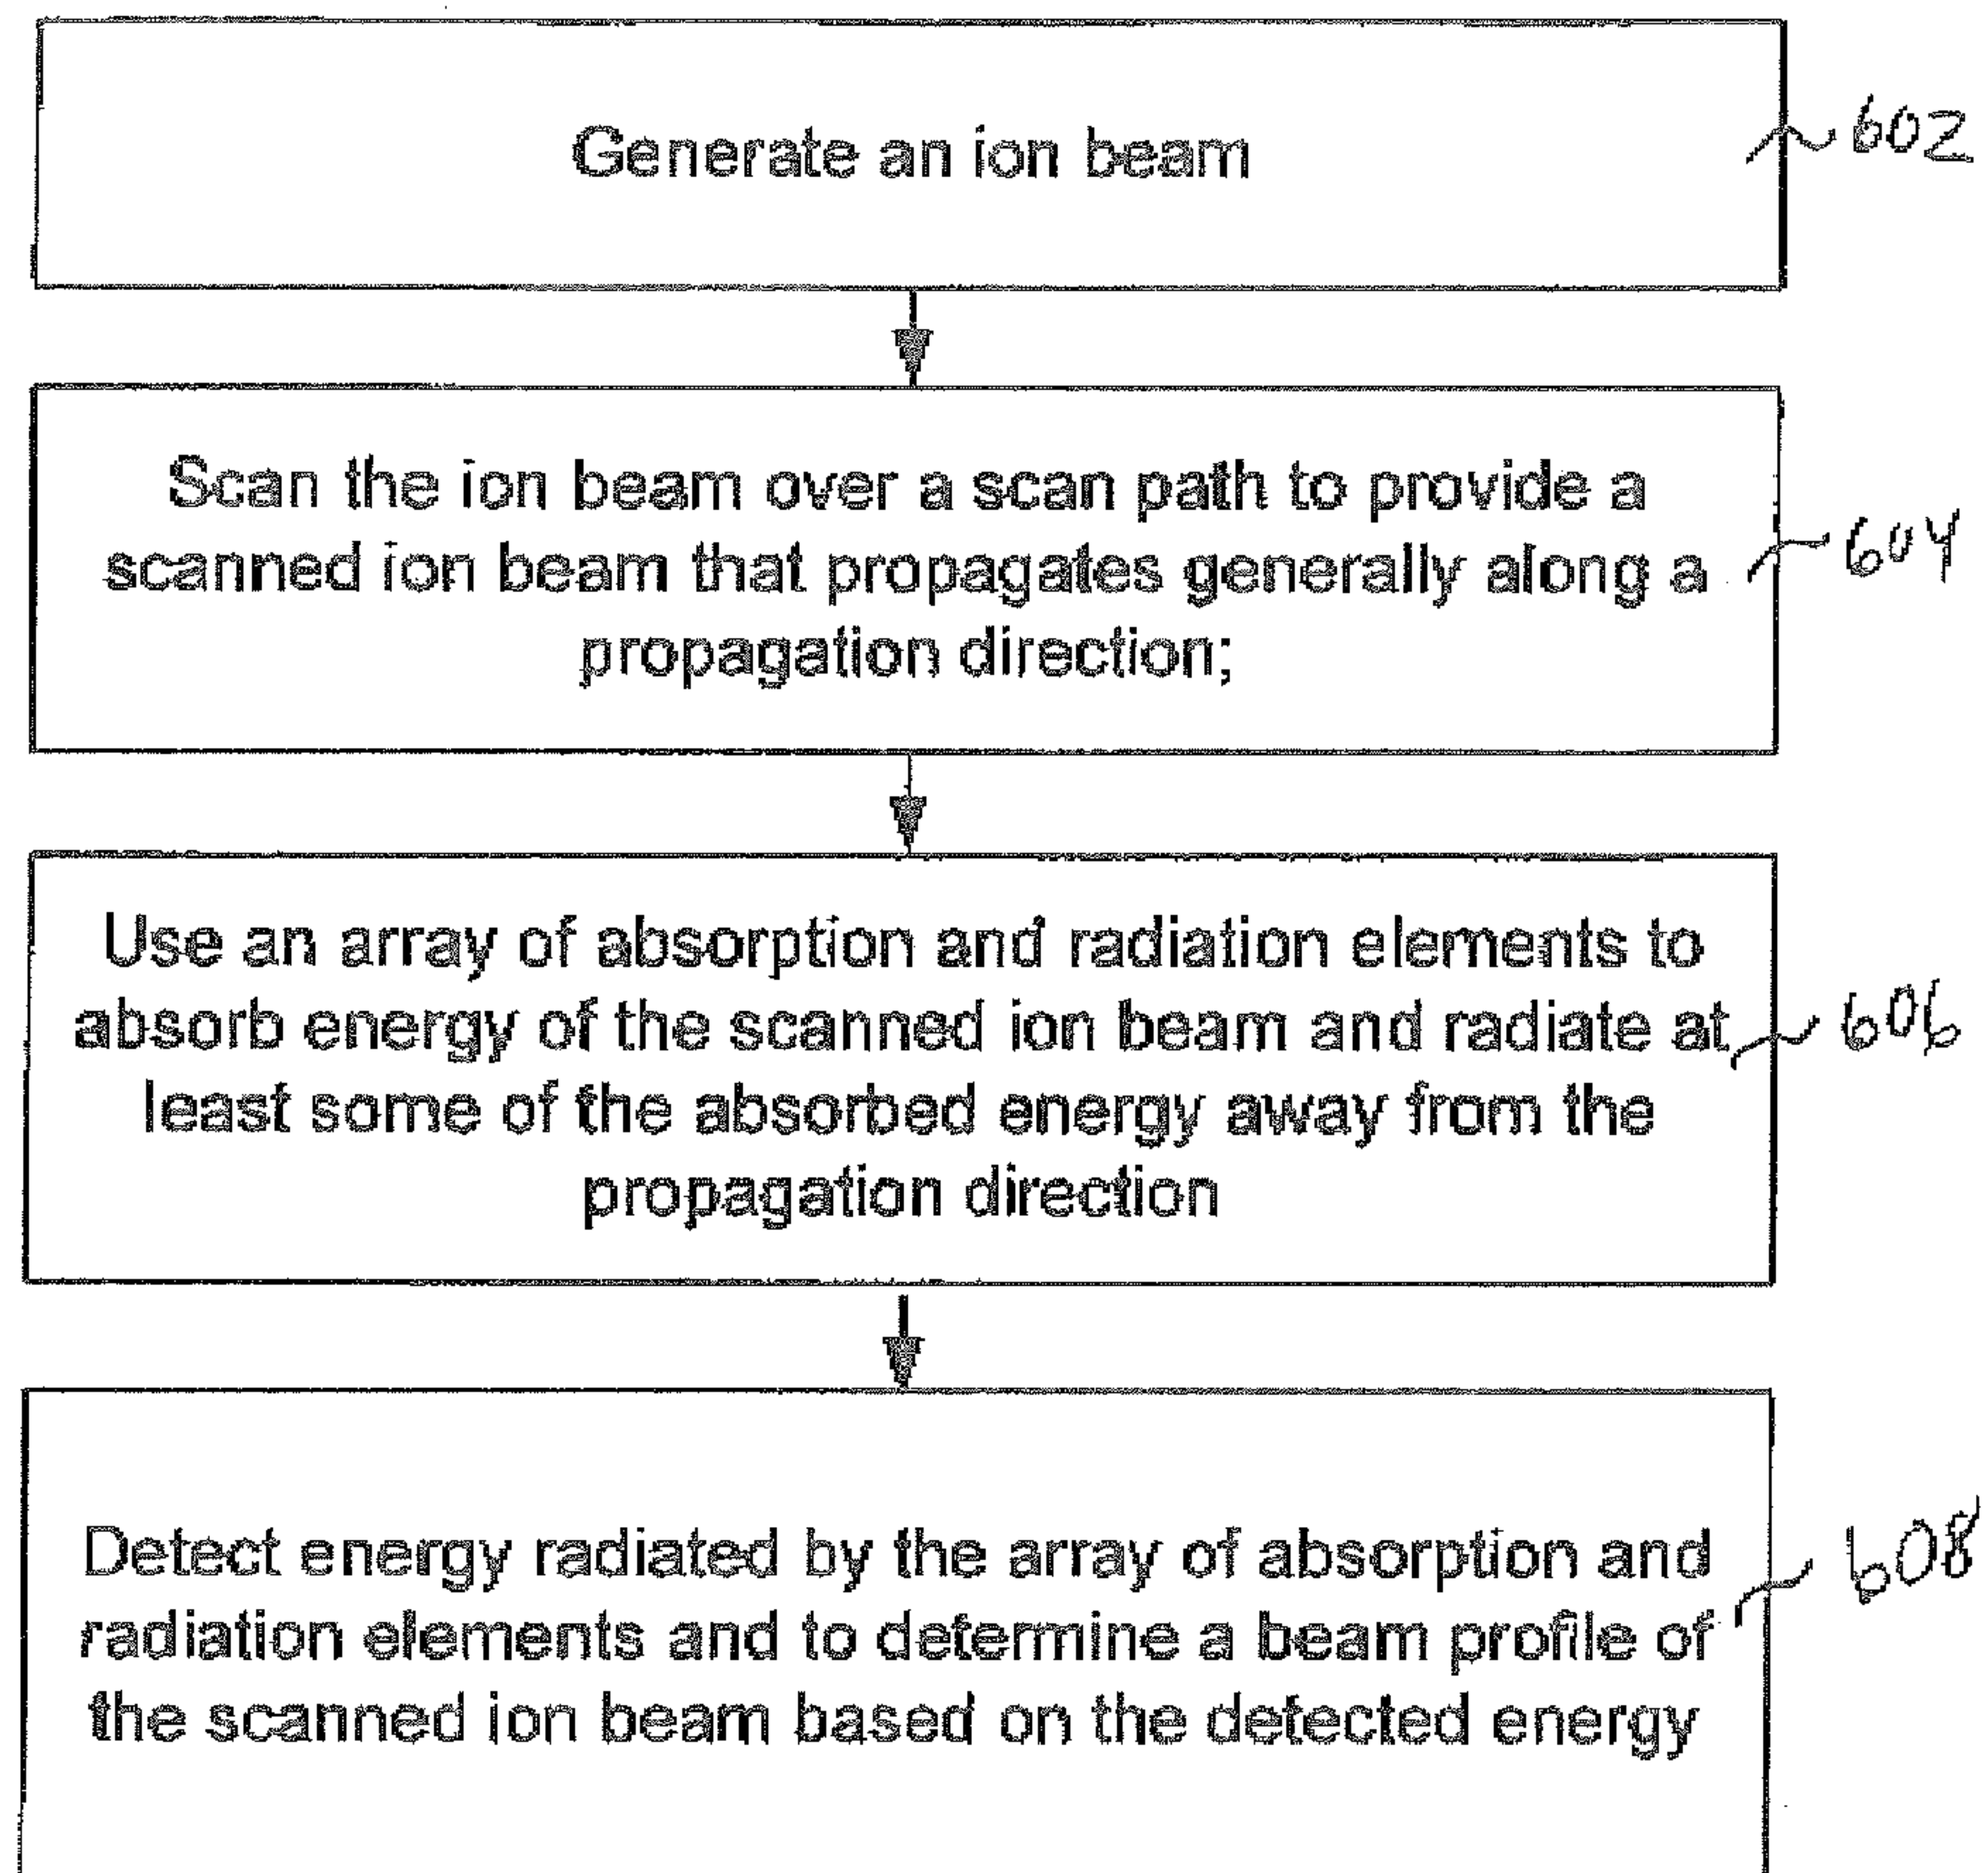 Generate an ion beam
602
Scan the ion beam over a scan path to provide a
scanned ion beam that propagates generally along a
propagation direction;
604
Use an array of absorption and radiation elements to
absorb energy of the scanned ion beam and radiate at
least some of the absorbed energy away from the
propagation direction
606
Detect energy radiated by the array of absorption and
radiation elements and to determine a beam profile of
the scanned ion beam based on the detected energy
608